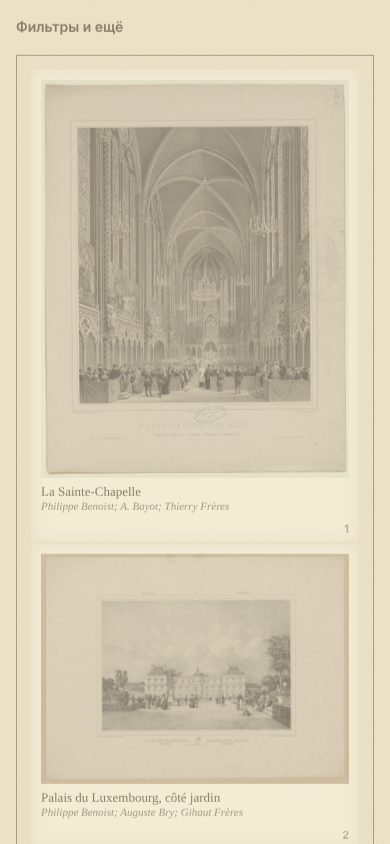 Фильтры и ещё
La Sainte-Chapelle
Philippe Benoist; A. Bayot; Thierry Frères
1
Palais du Luxembourg, côté jardin
Philippe Benoist; Auguste Bry; Gihaut Frères
2